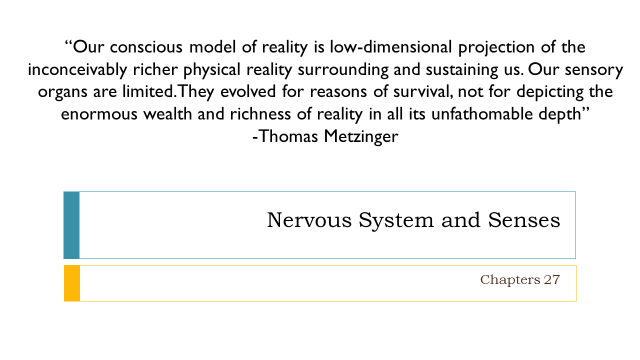 “Our conscious model of reality is low-dimensional projection of the
inconceivably richer physical reality surrounding and sustaining us. Our sensory
organs are limited.They evolved for reasons of survival, not for depicting the
enormous wealth and richness of reality in all its unfathomable depth”
-Thomas Metzinger
Nervous System and Senses
Chapters 27